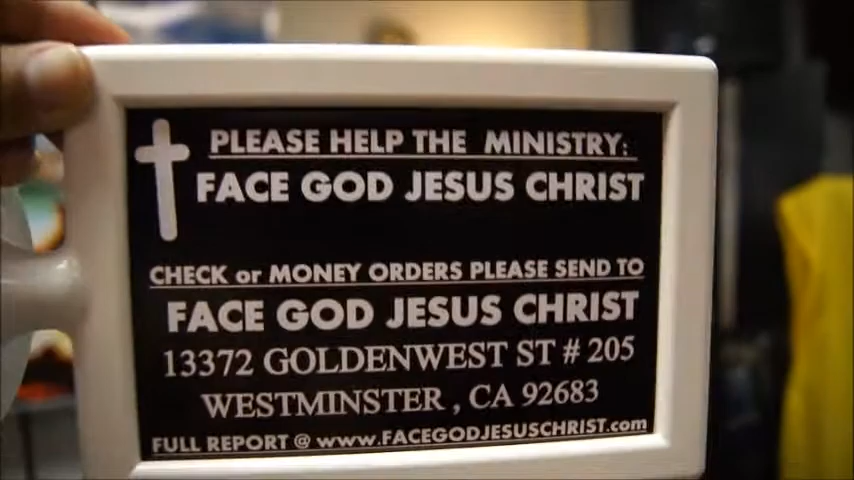 PLEASE HELP THE MINISTRY:
FACE GOD JESUS CHRIST
CHECK or MONEY ORDERS PLEASE SEND TO
FACE GOD JESUS CHRIST
13372 GOLDENWEST ST # 205
WESTMINSTER , CA 92683
FULL REPORT @ www.FACEGODJESUSCHRIST.com